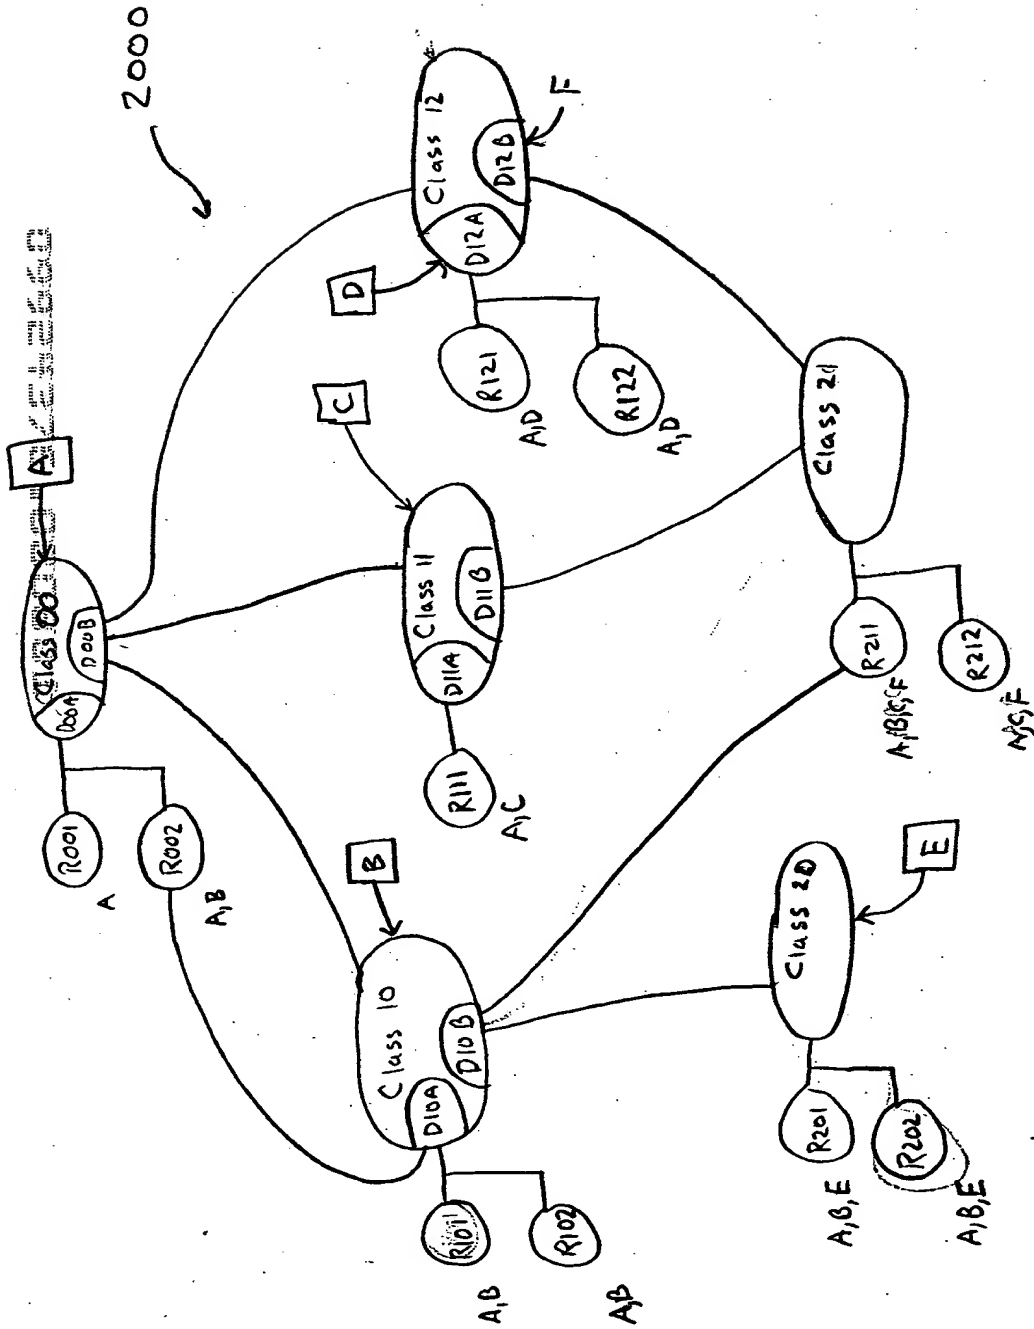 2000
A
Class 00
D00A
D00B
R001
A
R002
A,B
Class 12
D12A
D12B
F
D
R121
A,D
R122
A,D
C
Class 11
D11A
D11B
R111
A,C
B
Class 10
D10A
D10B
R101
A,B
R102
A,B
Class 21
R211
A,B,C,F
R212
A,C,F
E
Class 20
R201
A,B,E
R202
A,B,E